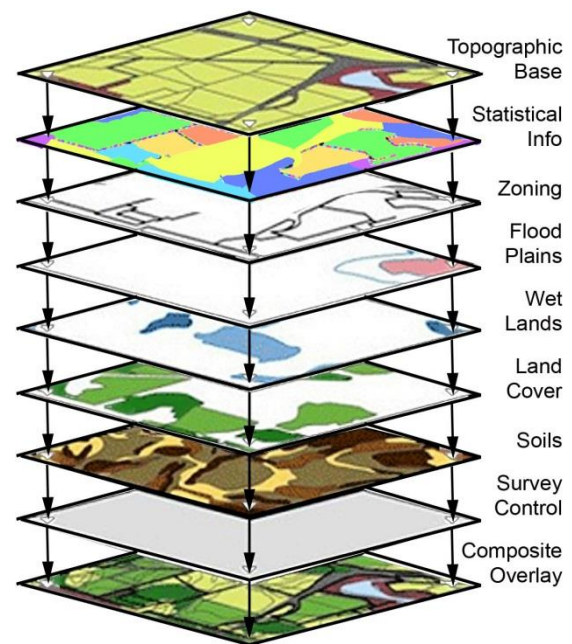 Topographic
Base
Statistical
Info
Zoning
Flood
Plains
Wet
Lands
Land
Cover
Soils
Survey
Control
Composite
Overlay